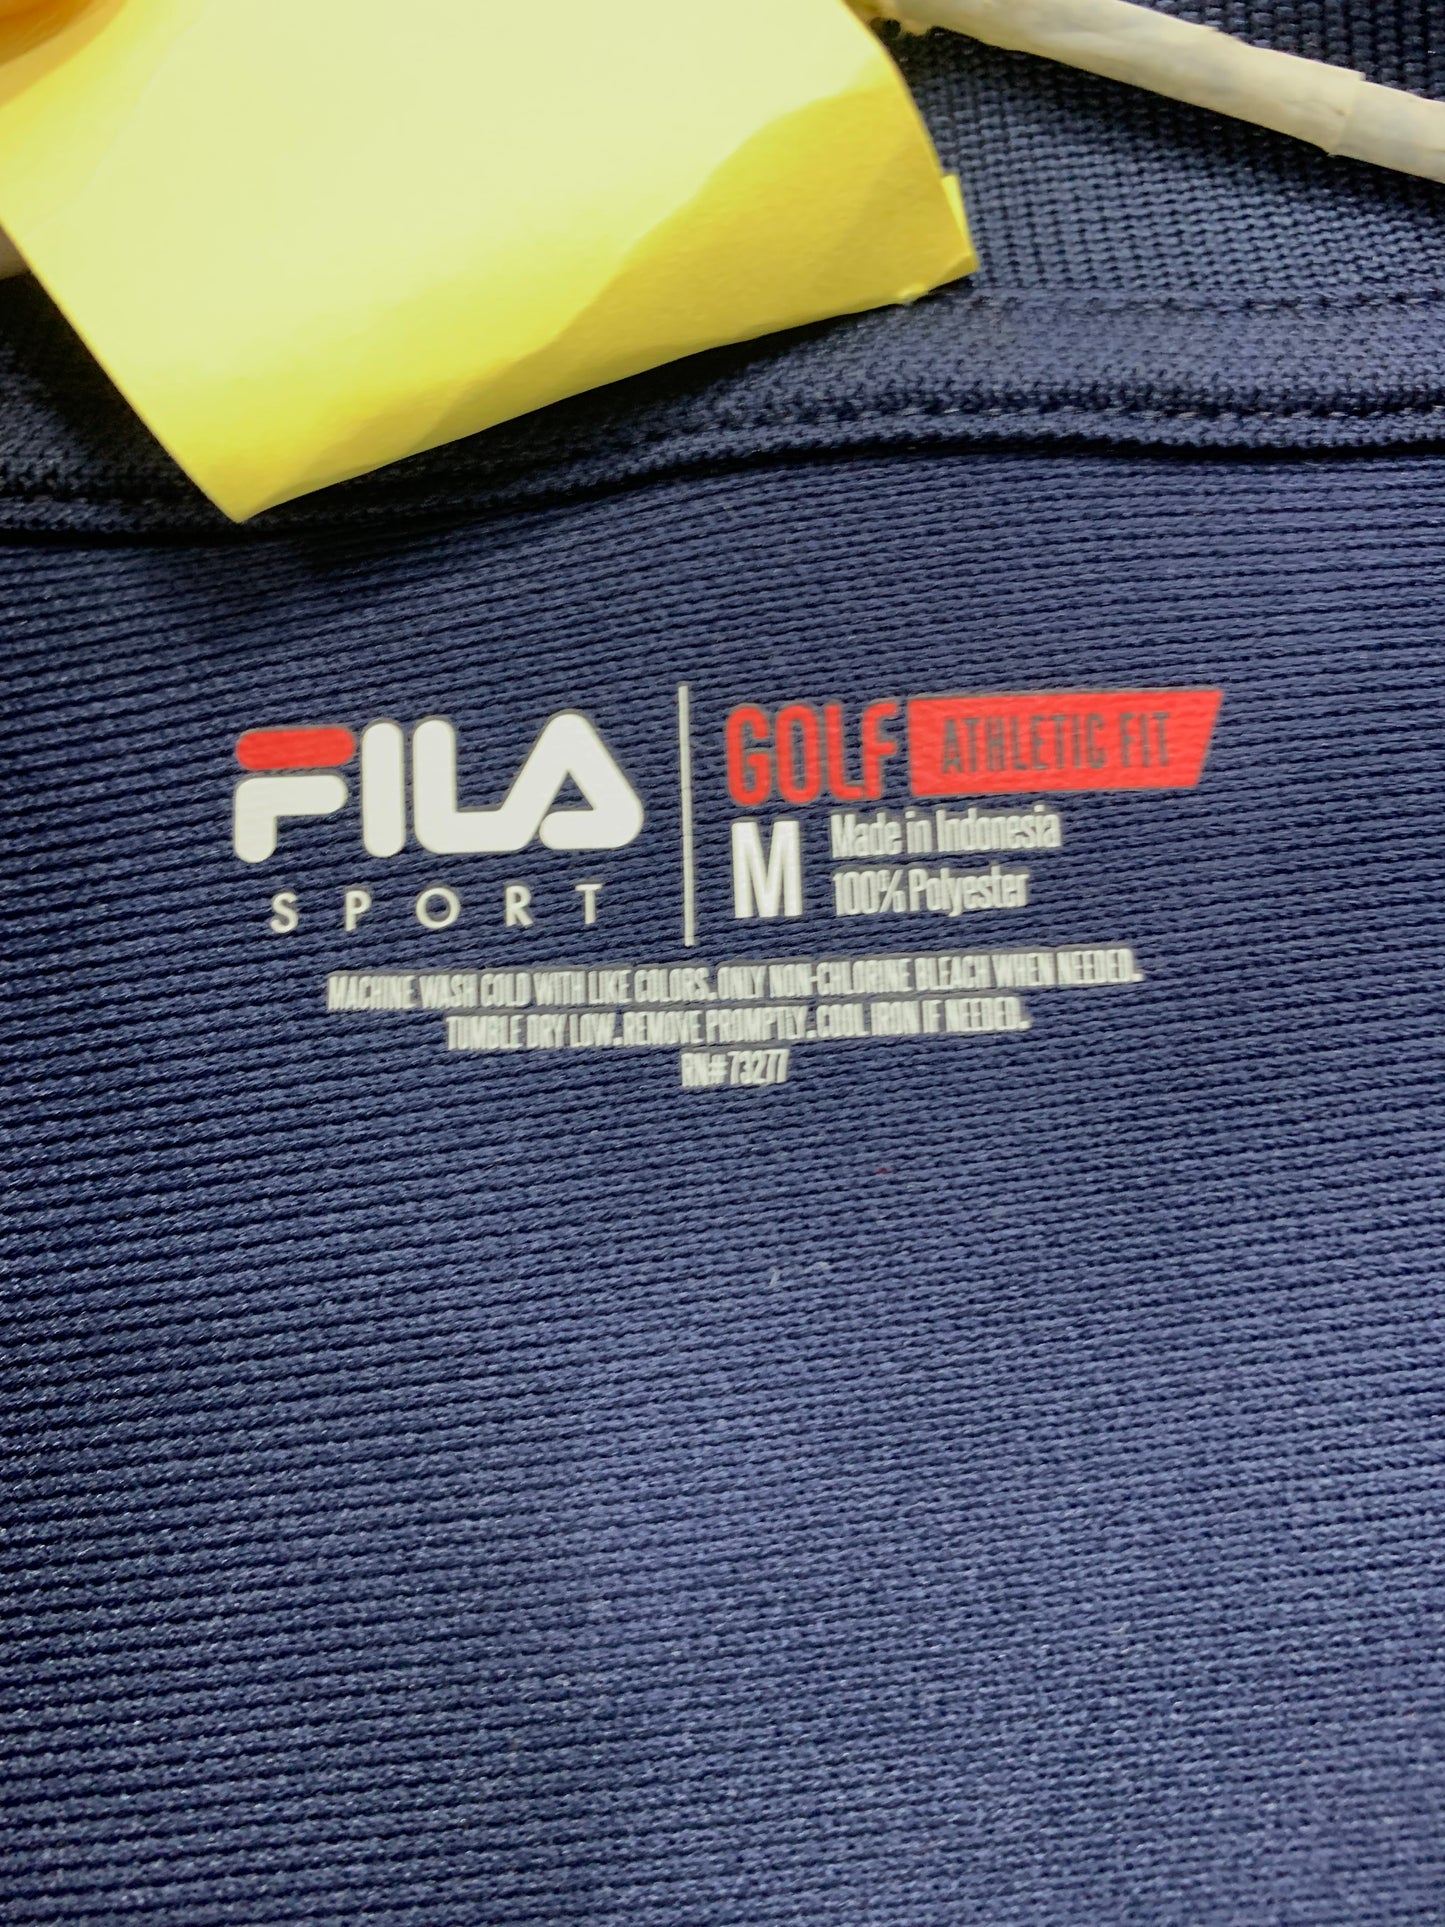 FILA
SPORT
GOLF ATHLETIC FIT
M
Made in Indonesia
100% Polyester
MACHINE WASH COLD WITH LIKE COLORS. ONLY NON-CHLORINE BLEACH WHEN NEEDED.
TUMBLE DRY LOW. REMOVE PROMPTLY. COOL IRON IF NEEDED.
RN# 73277